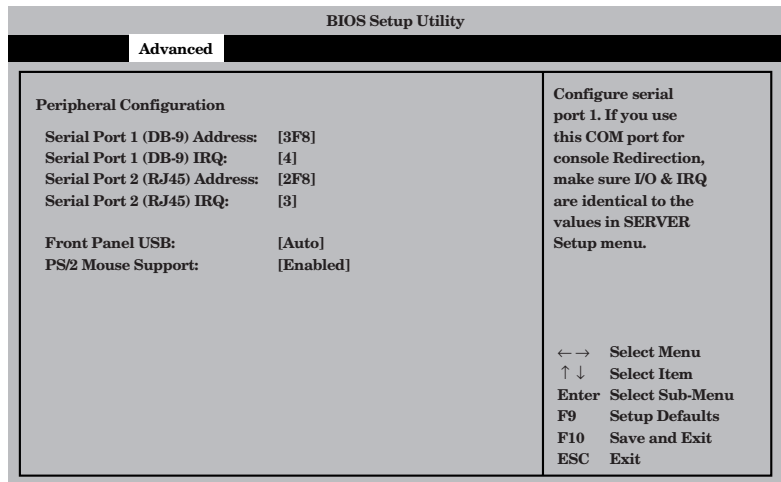 BIOS Setup Utility
Advanced
Peripheral Configuration
Serial Port 1 (DB-9) Address: [3F8]
Serial Port 1 (DB-9) IRQ: [4]
Serial Port 2 (RJ45) Address: [2F8]
Serial Port 2 (RJ45) IRQ: [3]
Front Panel USB: [Auto]
PS/2 Mouse Support: [Enabled]
Configure serial
port 1. If you use
this COM port for
console Redirection,
make sure I/O & IRQ
are identical to the
values in SERVER
Setup menu.
←→ Select Menu
↑↓ Select Item
Enter Select Sub-Menu
F9 Setup Defaults
F10 Save and Exit
ESC Exit